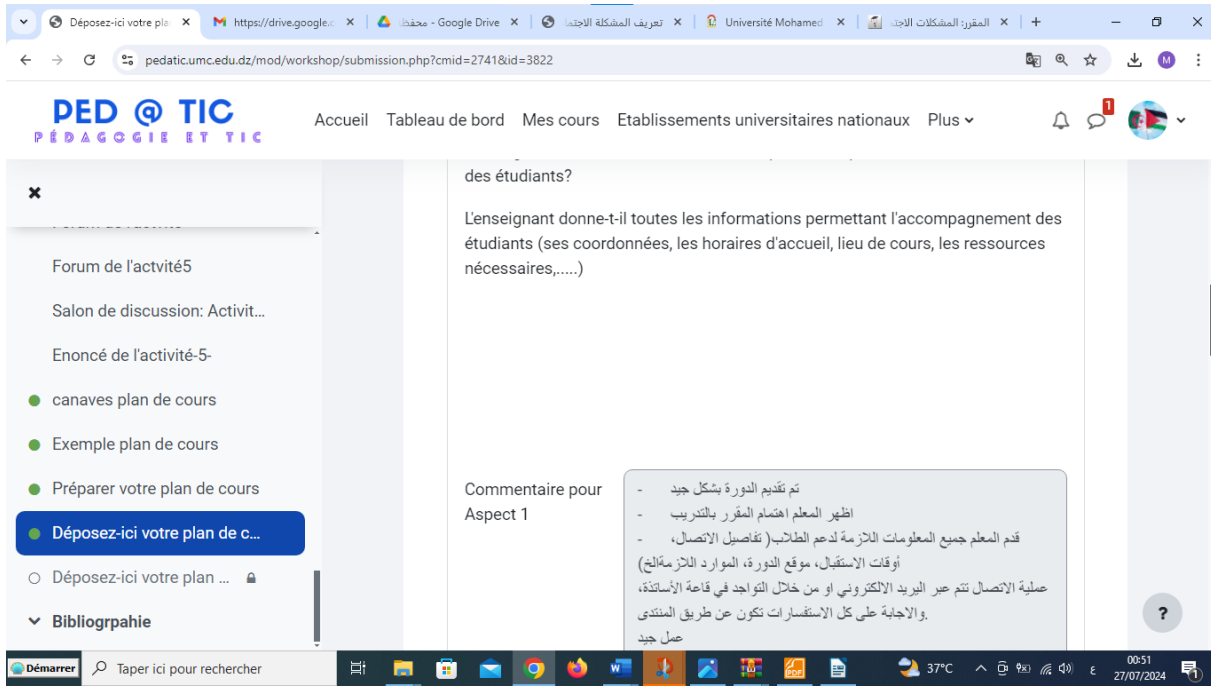 Déposez-ici votre pla
https://drive.google.c
محفظ - Google Drive
تعريف المشكلة الاجتما
Université Mohamed
المقرر: المشكلات الاجت
pedatic.umc.edu.dz/mod/workshop/submission.php?cmid=2741&id=3822
M
PED @ TIC
PÉDAGOGIE ET TIC
Accueil Tableau de bord Mes cours Etablissements universitaires nationaux Plus
1
des étudiants?
L'enseignant donne-t-il toutes les informations permettant l'accompagnement des
étudiants (ses coordonnées, les horaires d'accueil, lieu de cours, les ressources
nécessaires,.....)
Forum de l'actvité5
Salon de discussion: Activit...
Enoncé de l'activité-5-
canaves plan de cours
Exemple plan de cours
Préparer votre plan de cours
Déposez-ici votre plan de c...
Déposez-ici votre plan ...
Bibliogrpahie
Commentaire pour
Aspect 1
- تم تقديم الدورة بشكل جيد
- اظهر المعلم اهتمام المقرر بالتدريب
- قدم المعلم جميع المعلومات اللازمة لدعم الطلاب( تفاصيل الاتصال،
أوقات الاستقبال، موقع الدورة، الموارد اللازمةالخ)
عملية الاتصال تتم عبر البريد الالكتروني او من خلال التواجد في قاعة الأساتذة،
.والاجابة على كل الاستفسارات تكون عن طريق المنتدى
عمل جيد
?
Démarrer
Taper ici pour rechercher
37°C
ع
00:51
27/07/2024
1